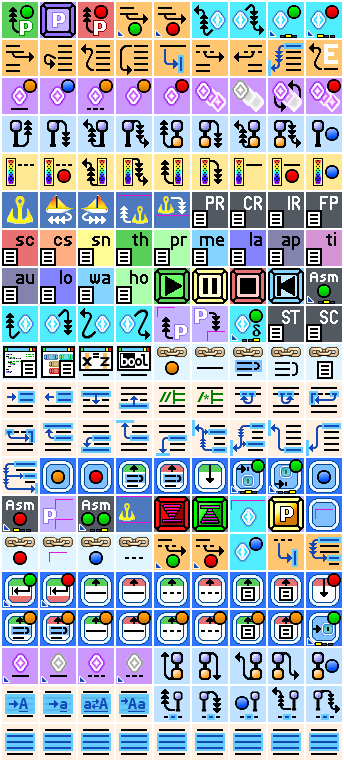 P P P
E
PR CR IR FP
sc cs sn th pr me la ap ti
au lo wa ho Asm
P P ST SC
x=z bool
// /*
Asm P Asm P
A a a⇄A Aa